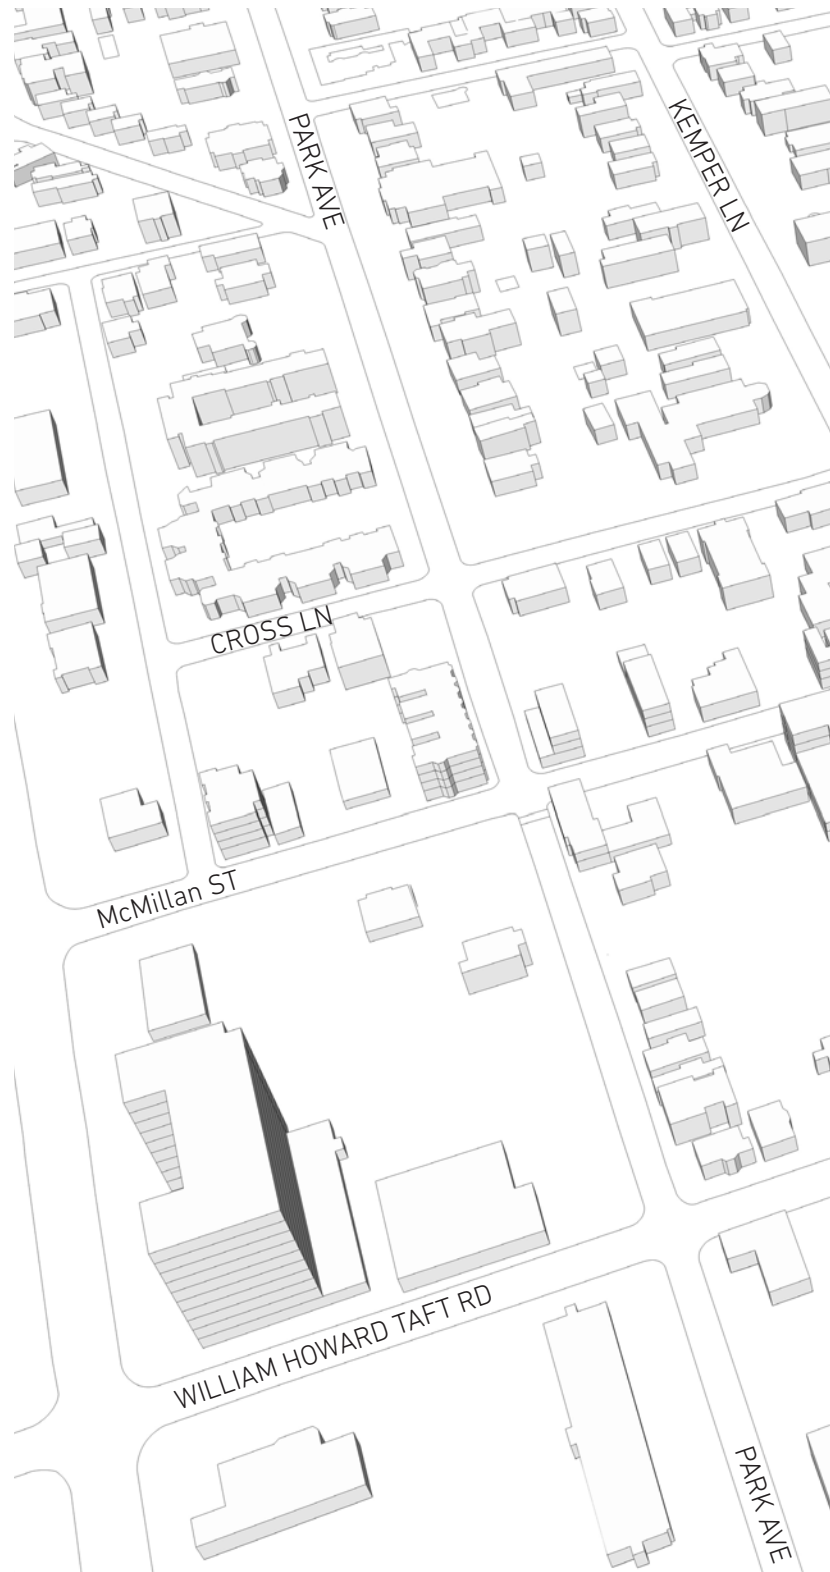 PARK AVE
KEMPER LN
CROSS LN
McMillan ST
WILLIAM HOWARD TAFT RD
PARK AVE